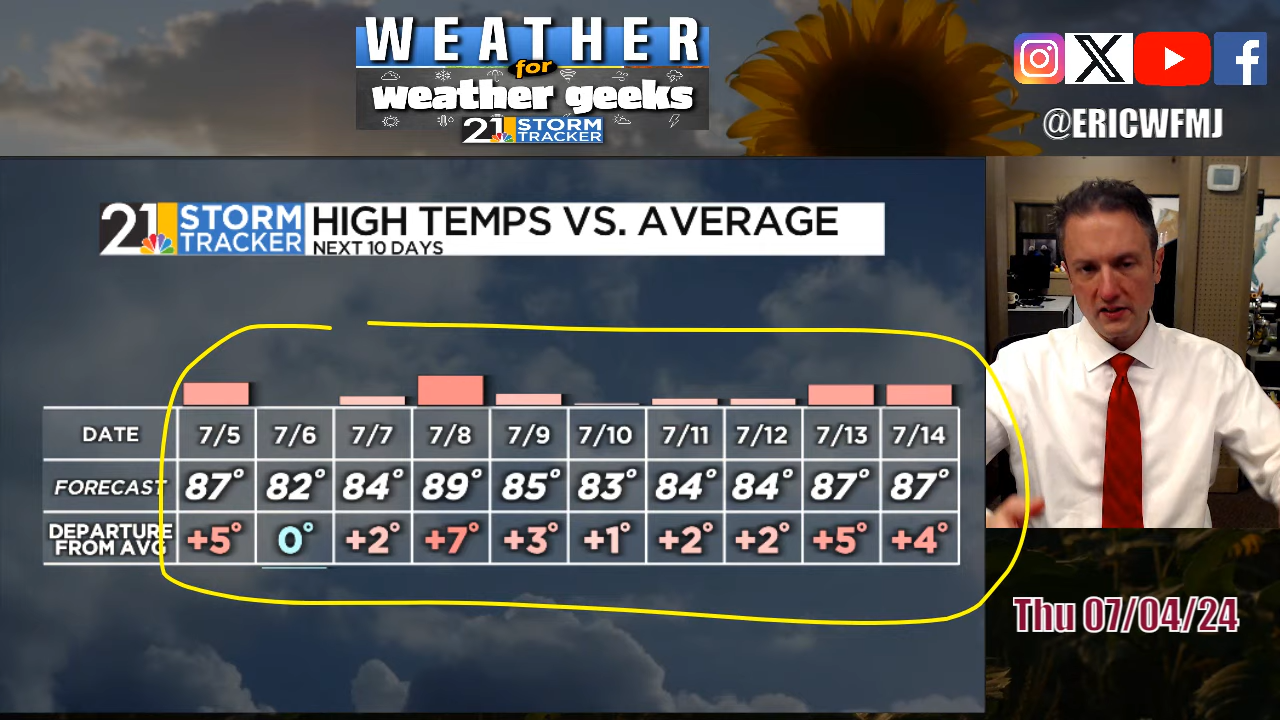 WEATHER
for
weather geeks
21 STORM
TRACKER
@ERICWFMJ
21 STORM
TRACKER
HIGH TEMPS VS. AVERAGE
NEXT 10 DAYS
DATE 7/5 7/6 7/7 7/8 7/9 7/10 7/11 7/12 7/13 7/14
FORECAST 87° 82° 84° 89° 85° 83° 84° 84° 87° 87°
DEPARTURE
FROM AVG +5° 0° +2° +7° +3° +1° +2° +2° +5° +4°
Thu 07/04/24